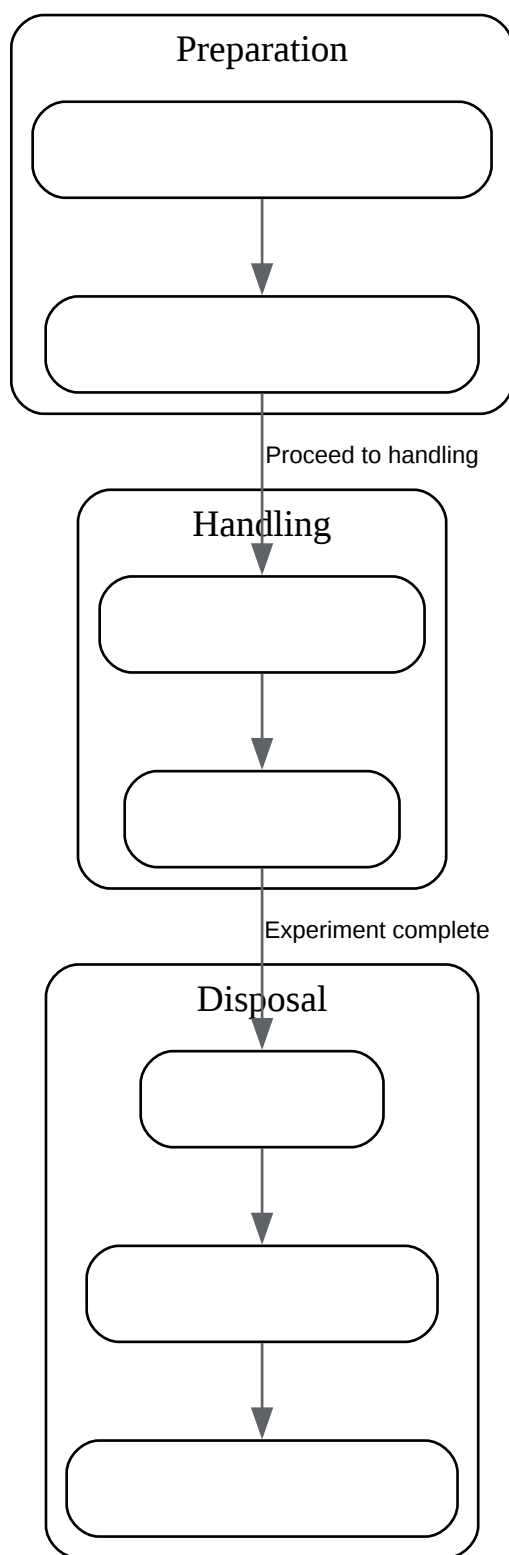 Preparation
Proceed to handling
Handling
Experiment complete
Disposal